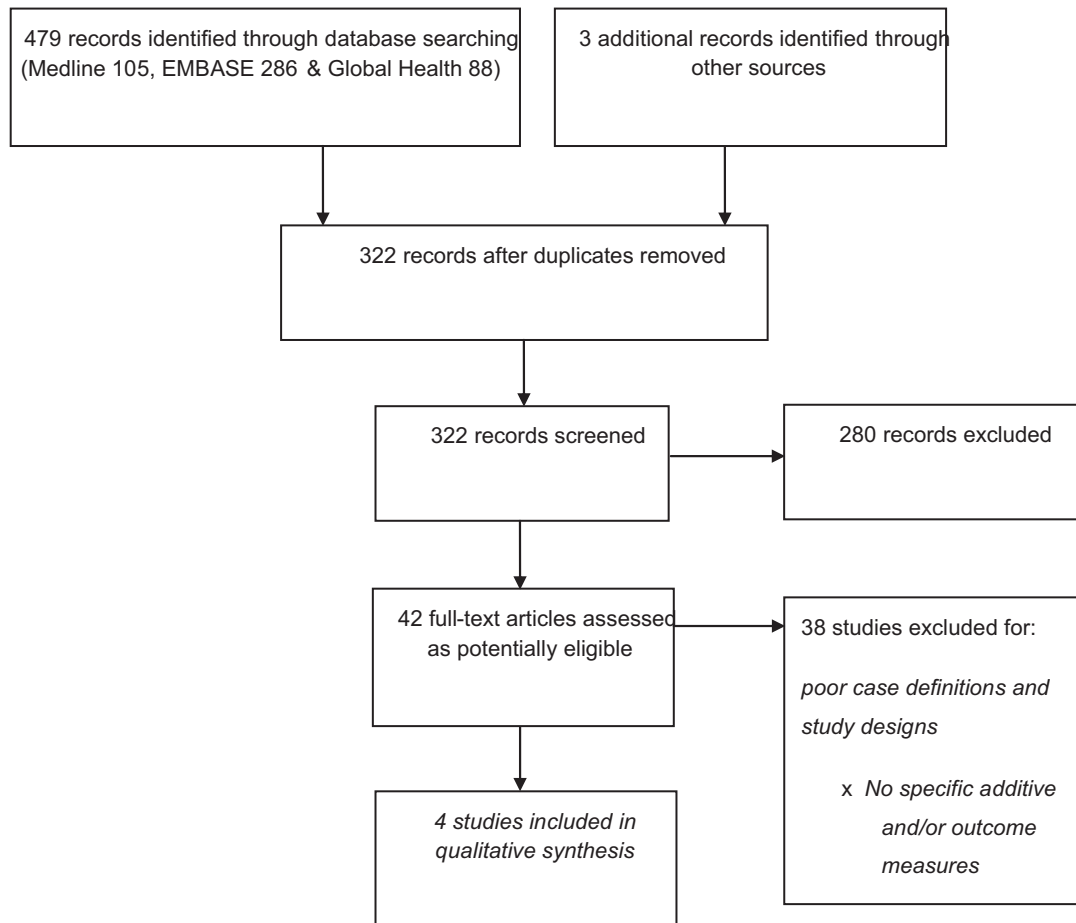 479 records identified through database searching
(Medline 105, EMBASE 286 & Global Health 88)
3 additional records identified through
other sources
322 records after duplicates removed
322 records screened
280 records excluded
42 full-text articles assessed
as potentially eligible
38 studies excluded for:
poor case definitions and
study designs
x No specific additive
and/or outcome
measures
4 studies included in
qualitative synthesis